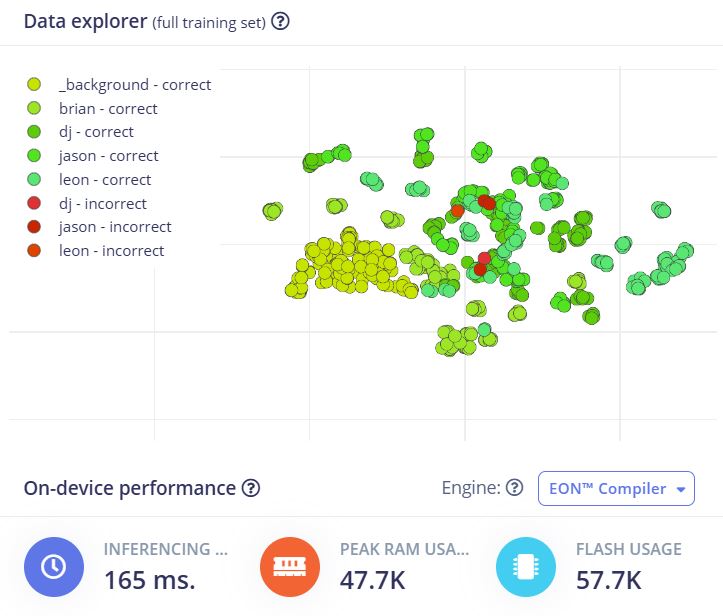 Data explorer (full training set)
_background - correct
brian - correct
dj - correct
jason - correct
leon - correct
dj - incorrect
jason - incorrect
leon - incorrect
On-device performance
Engine:
EON™ Compiler
INFERENCING ...
165 ms.
PEAK RAM USA...
47.7K
FLASH USAGE
57.7K